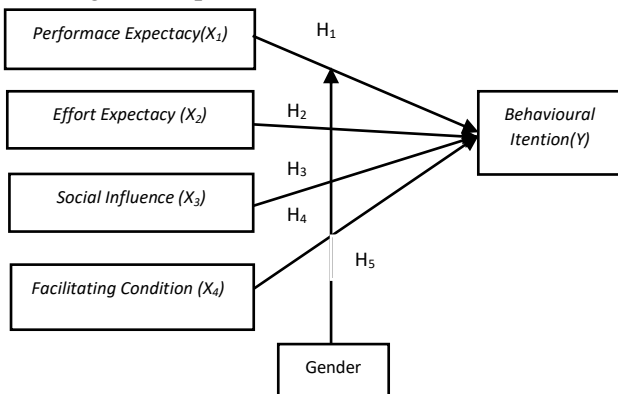 Performace Expectacy(X₁)
H₁
Effort Expectacy (X₂)
H₂
Behavioural
Itention(Y)
H₃
Social Influence (X₃)
H₄
H₅
Facilitating Condition (X₄)
Gender